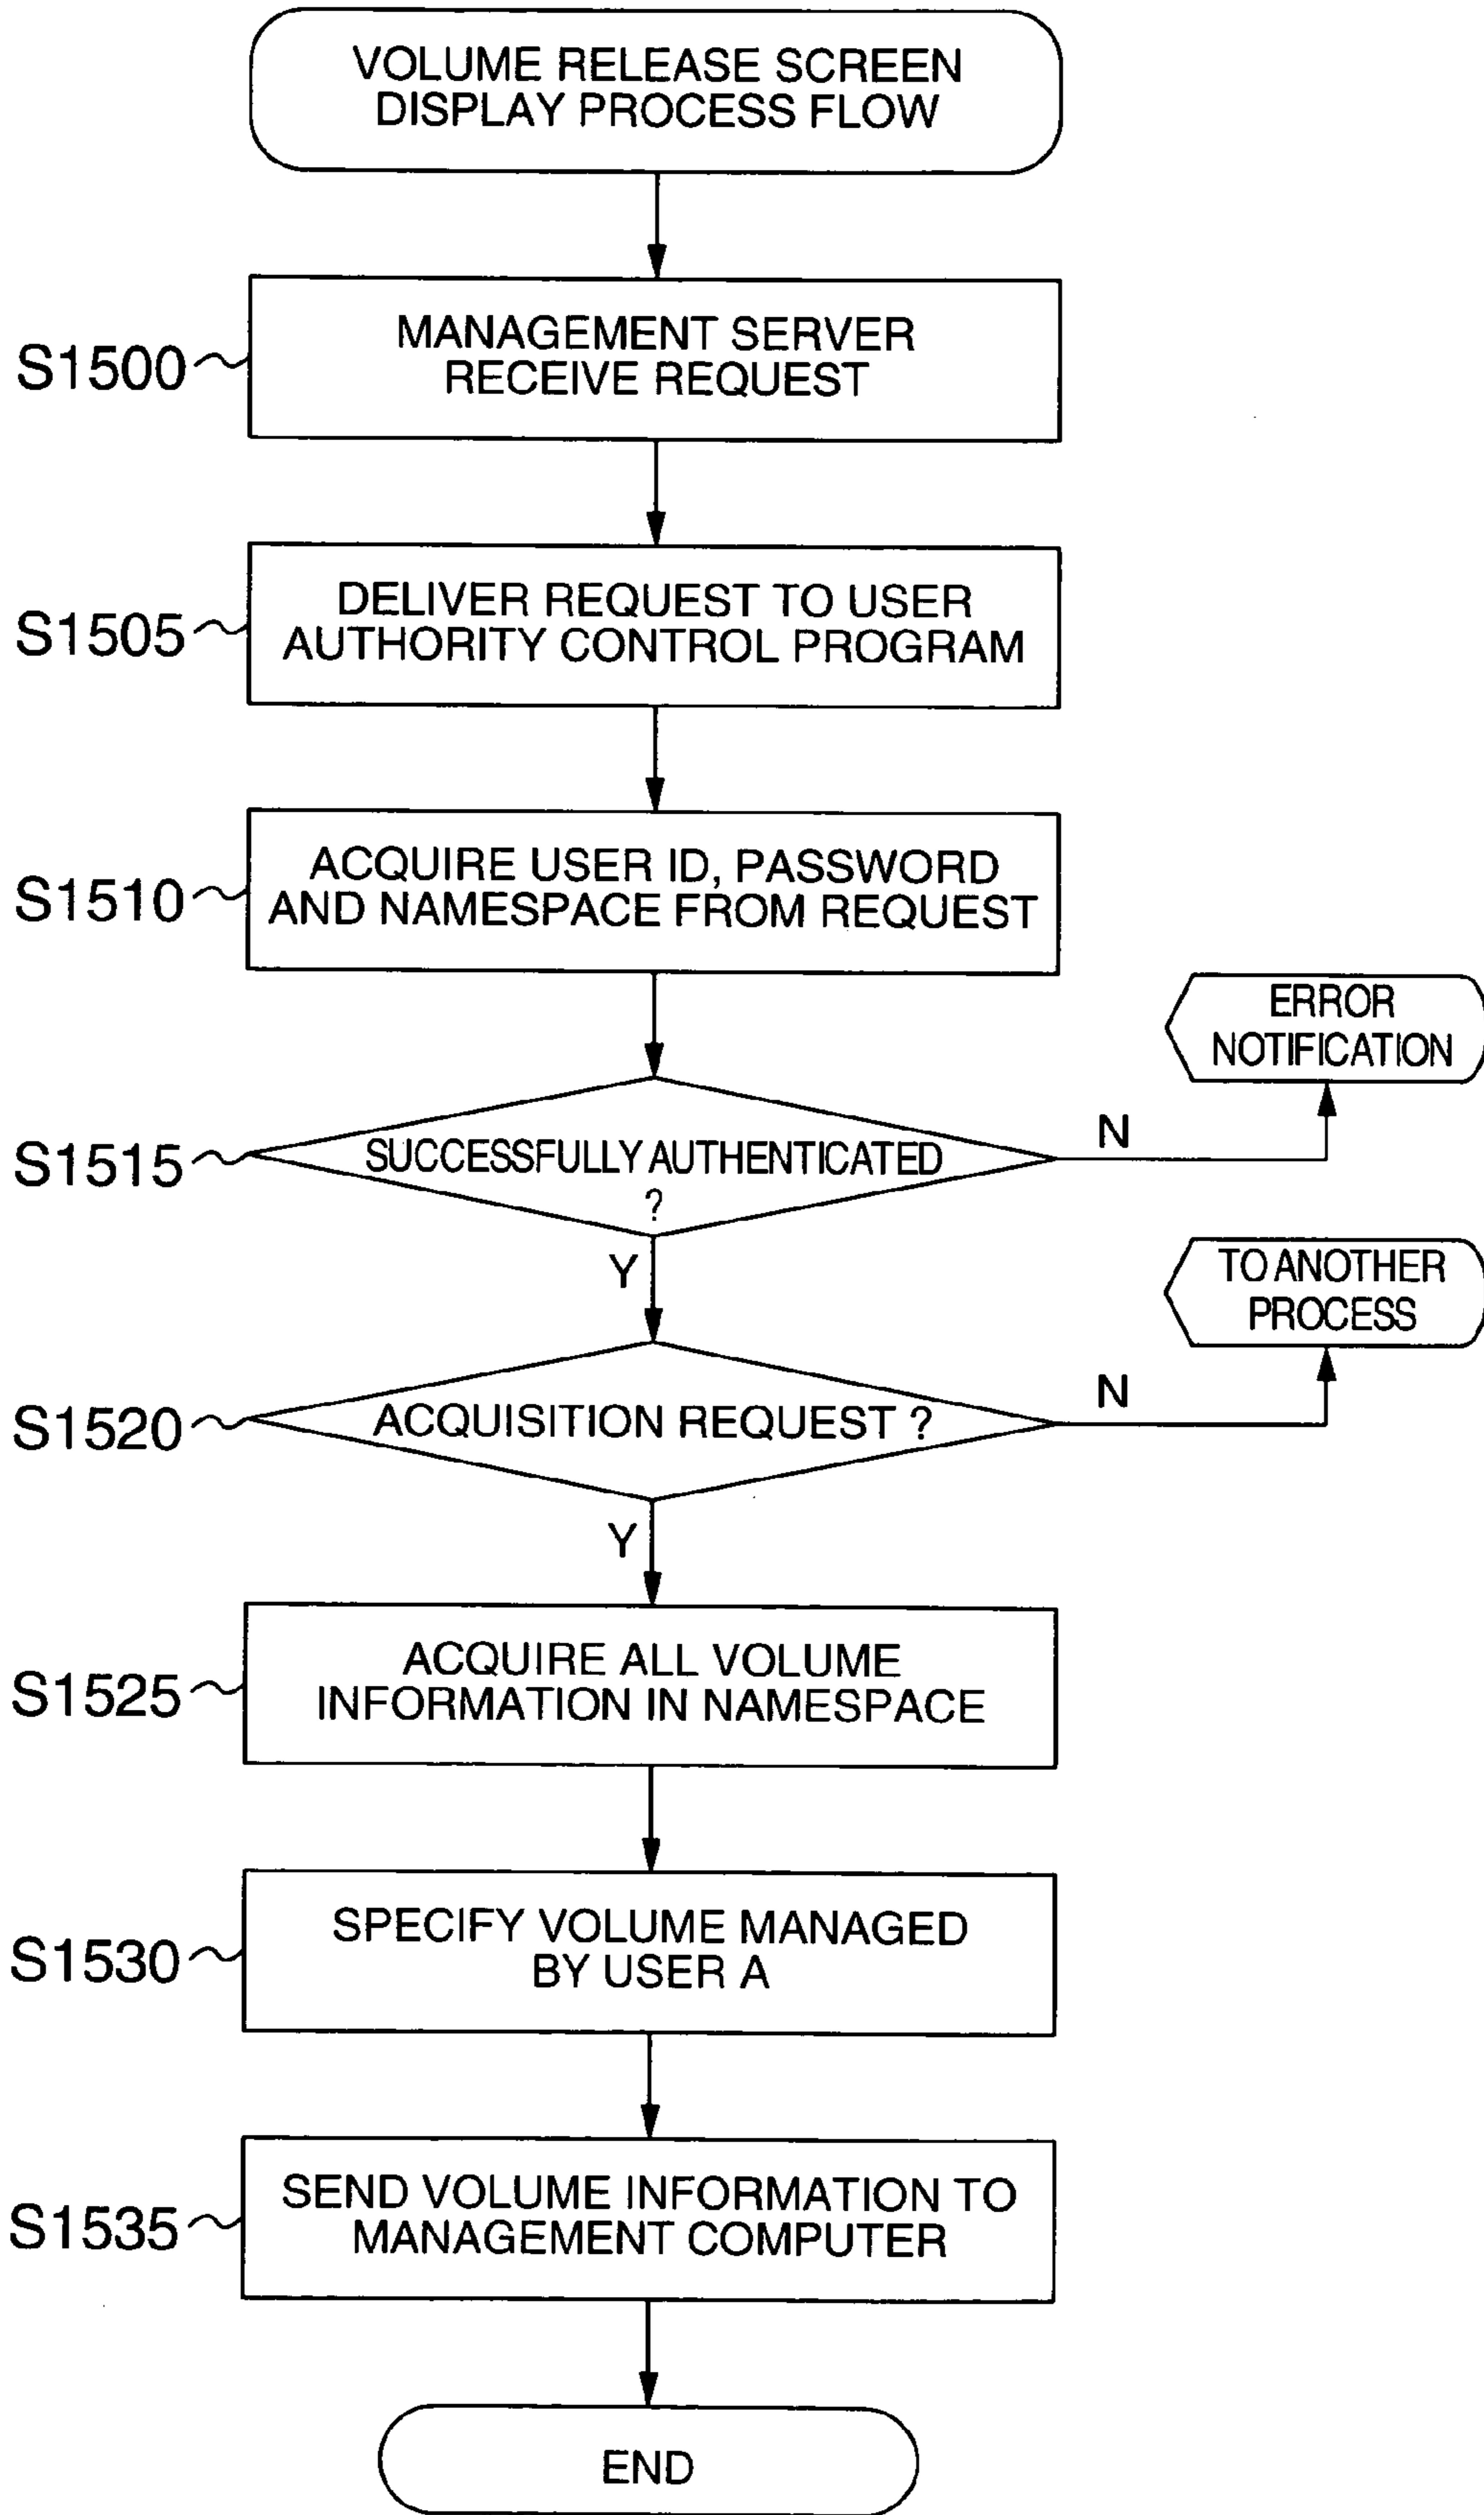 VOLUME RELEASE SCREEN
DISPLAY PROCESS FLOW
S1500
MANAGEMENT SERVER
RECEIVE REQUEST
S1505
DELIVER REQUEST TO USER
AUTHORITY CONTROL PROGRAM
S1510
ACQUIRE USER ID, PASSWORD
AND NAMESPACE FROM REQUEST
ERROR
NOTIFICATION
S1515
SUCCESSFULLY AUTHENTICATED
?
N
Y
TO ANOTHER
PROCESS
S1520
ACQUISITION REQUEST ?
N
Y
S1525
ACQUIRE ALL VOLUME
INFORMATION IN NAMESPACE
S1530
SPECIFY VOLUME MANAGED
BY USER A
S1535
SEND VOLUME INFORMATION TO
MANAGEMENT COMPUTER
END